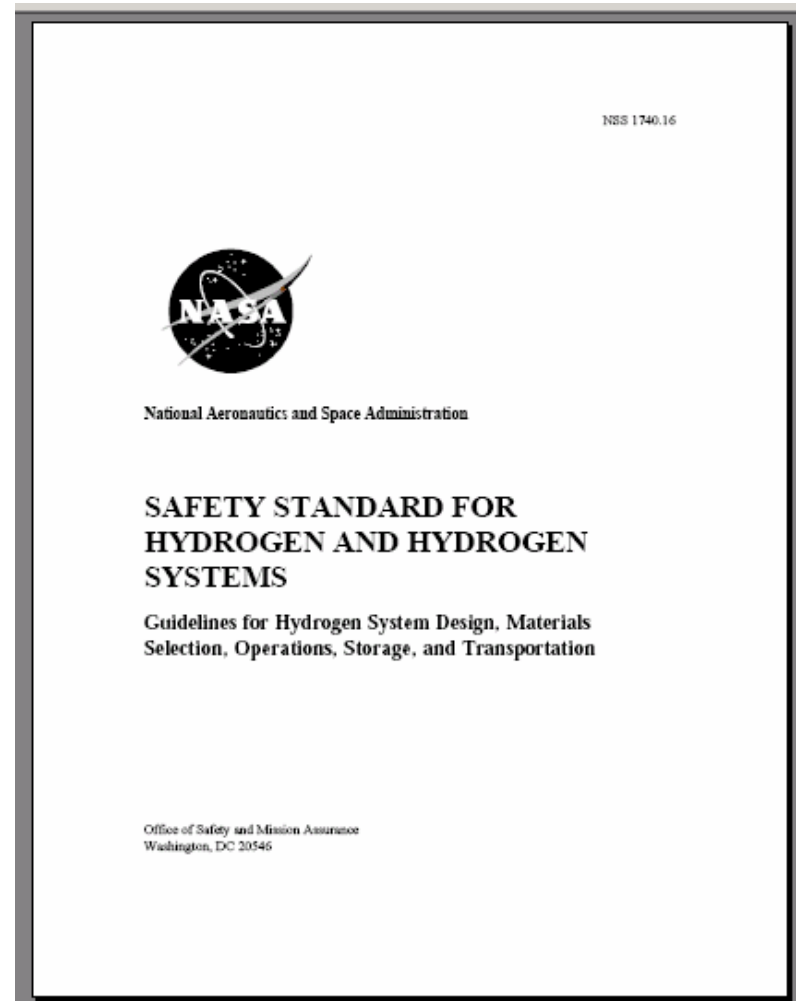 NSS 1740.16
NASA
National Aeronautics and Space Administration
SAFETY STANDARD FOR
HYDROGEN AND HYDROGEN
SYSTEMS
Guidelines for Hydrogen System Design, Materials
Selection, Operations, Storage, and Transportation
Office of Safety and Mission Assurance
Washington, DC 20546